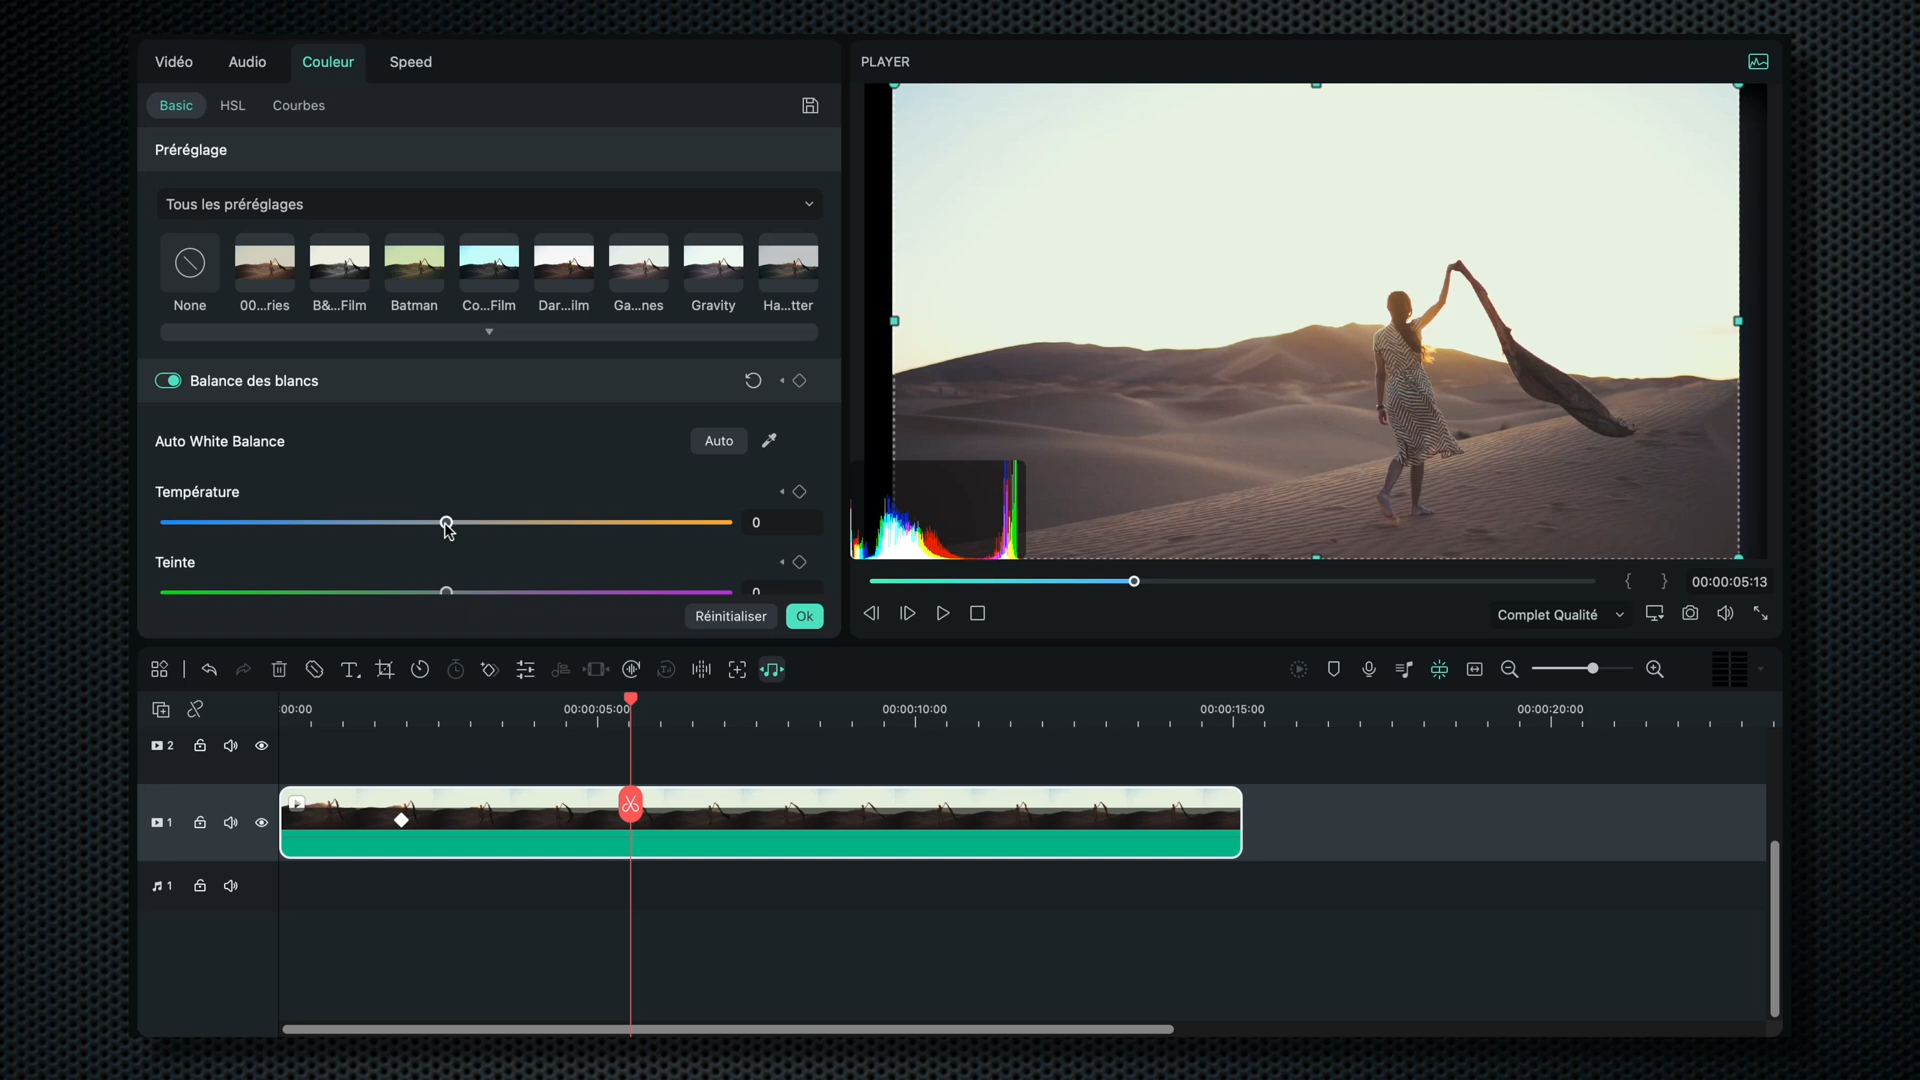 Vidéo Audio Couleur Speed
PLAYER
Basic HSL Courbes
Préréglage
Tous les préréglages
None 00...ries B&...Film Batman Co...Film Dar...ilm Ga...nes Gravity Ha...tter
Balance des blancs
Auto White Balance
Auto
Température
0
Teinte
0
Réinitialiser Ok
00:00:05:13
Complet Qualité
:00:00 00:00:05:00 00:00:10:00 00:00:15:00 00:00:20:00
2
1
1